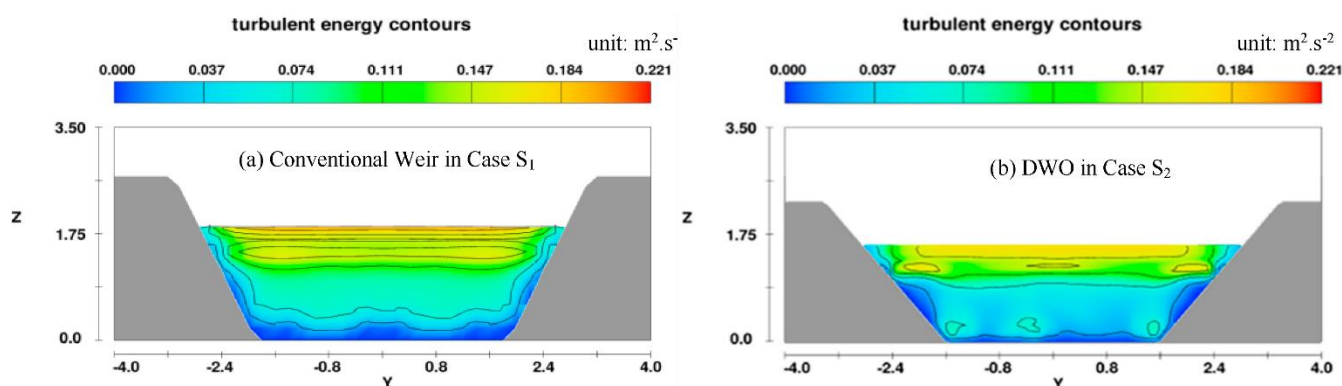 turbulent energy contours
unit: m².s⁻
0.000 0.037 0.074 0.111 0.147 0.184 0.221
3.50
(a) Conventional Weir in Case S₁
Z
1.75
0.0
-4.0 -2.4 -0.8 0.8 2.4 4.0
Y
turbulent energy contours
unit: m².s⁻²
0.000 0.037 0.074 0.111 0.147 0.184 0.221
3.50
(b) DWO in Case S₂
Z
1.75
0.0
-4.0 -2.4 -0.8 0.8 2.4 4.0
Y